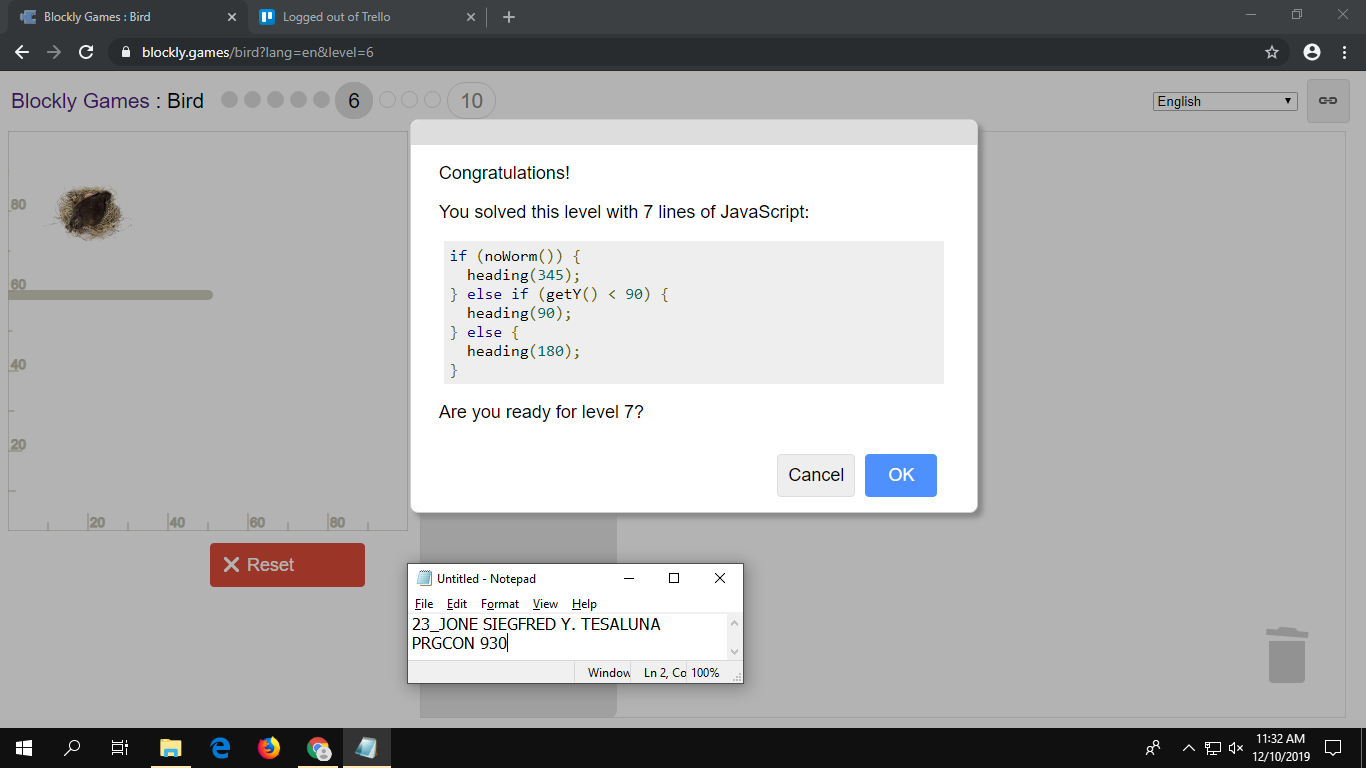 Blockly Games : Bird
Logged out of Trello
blockly.games/bird?lang=en&level=6
Blockly Games : Bird
6
10
English
80
60
40
20
20
40
60
80
Reset
Congratulations!
You solved this level with 7 lines of JavaScript:
if (noWorm()) {
  heading(345);
} else if (getY() < 90) {
  heading(90);
} else {
  heading(180);
}
Are you ready for level 7?
Cancel
OK
Untitled - Notepad
File Edit Format View Help
23_JONE SIEGFRED Y. TESALUNA
PRGCON 930
Window Ln 2, Co 100%
11:32 AM
12/10/2019